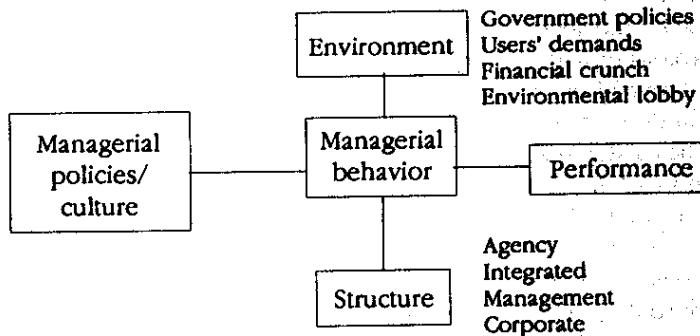 Environment
Government policies
Users' demands
Financial crunch
Environmental lobby
Managerial
policies/
culture
Managerial
behavior
Performance
Structure
Agency
Integrated
Management
Corporate